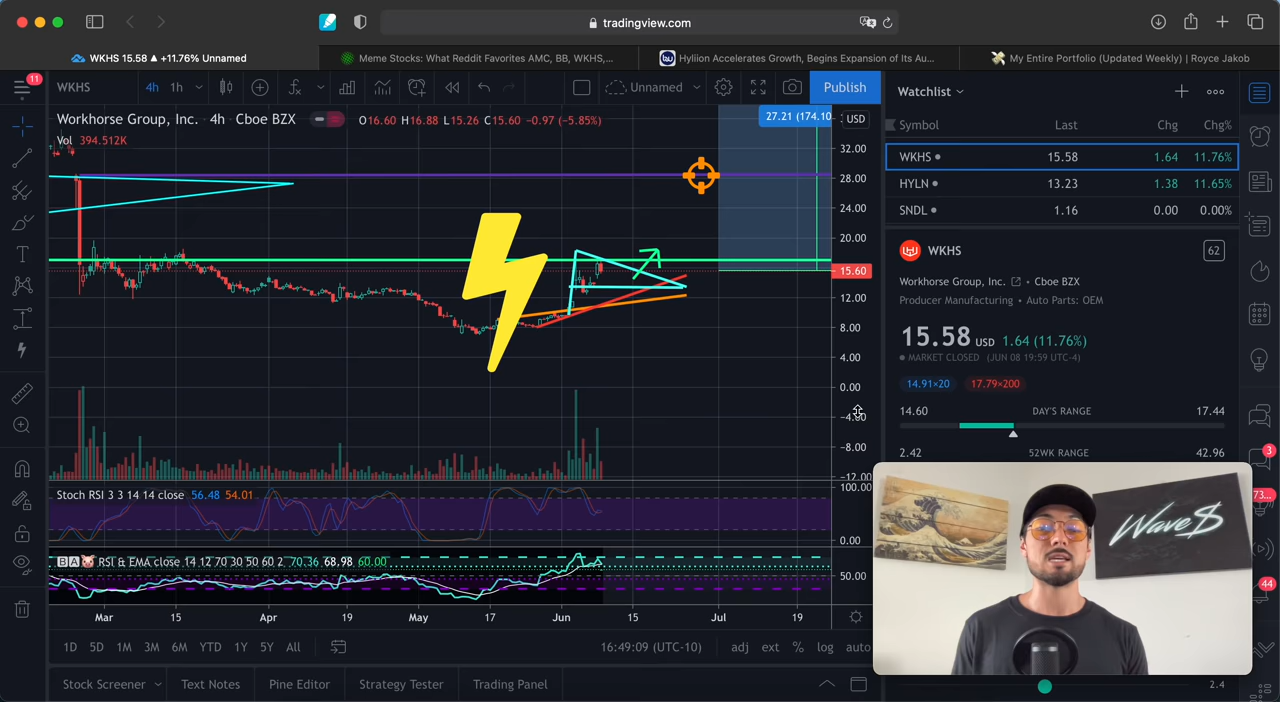 tradingview.com
WKHS 15.58 ▲ +11.76% Unnamed
Meme Stocks: What Reddit Favorites AMC, BB, WKHS,...
Hyliion Accelerates Growth, Begins Expansion of Its Au...
My Entire Portfolio (Updated Weekly) | Royce Jakob
11
WKHS
4h
1h
Unnamed
Publish
Watchlist
Workhorse Group, Inc. · 4h · Cboe BZX
O16.60 H16.88 L15.26 C15.60 −0.97 (−5.85%)
Vol 394.512K
27.21 (174.10
USD
32.00
28.00
24.00
20.00
15.60
12.00
8.00
4.00
0.00
−4.00
−8.00
−12.00
Symbol Last Chg Chg%
WKHS 15.58 1.64 11.76%
HYLN 13.23 1.38 11.65%
SNDL 1.16 0.00 0.00%
WKHS
62
Workhorse Group, Inc. • Cboe BZX
Producer Manufacturing • Auto Parts: OEM
15.58 USD 1.64 (11.76%)
MARKET CLOSED (JUN 08 19:59 UTC-4)
14.91×20 17.79×200
14.60 DAY'S RANGE 17.44
2.42 52WK RANGE 42.96
Stoch RSI 3 3 14 14 close 56.48 54.01
100.00
0.00
BA RSI & EMA close 14 12 70 30 50 60 2 70.36 68.98 60.00
50.00
Mar 15 Apr 19 May 17 Jun 15 Jul 19
1D 5D 1M 3M 6M YTD 1Y 5Y All
16:49:09 (UTC-10)
adj ext % log auto
Stock Screener
Text Notes
Pine Editor
Strategy Tester
Trading Panel
Wave$
3
73...
44
2.4